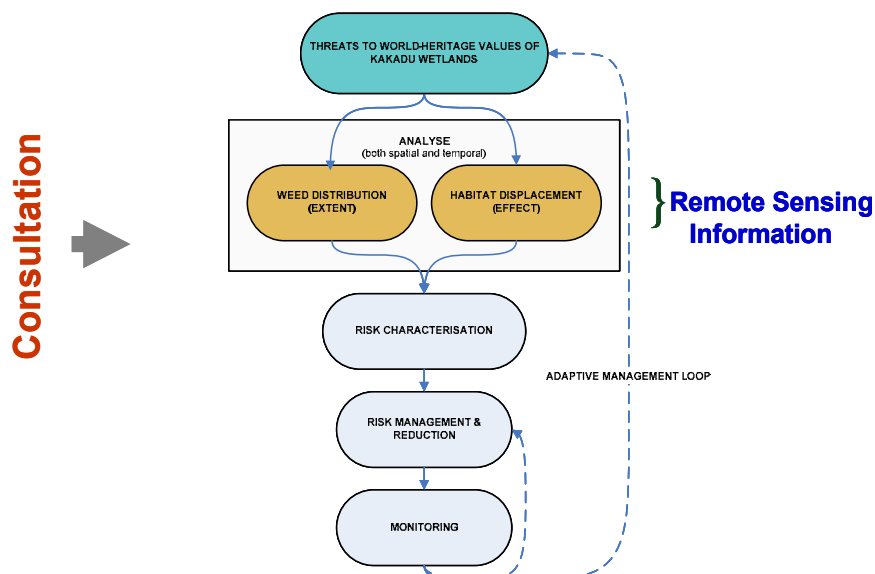 THREATS TO WORLD-HERITAGE VALUES OF
KAKADU WETLANDS
Consultation
ANALYSE
(both spatial and temporal)
WEED DISTRIBUTION
(EXTENT)
HABITAT DISPLACEMENT
(EFFECT)
Remote Sensing
Information
RISK CHARACTERISATION
ADAPTIVE MANAGEMENT LOOP
RISK MANAGEMENT &
REDUCTION
MONITORING